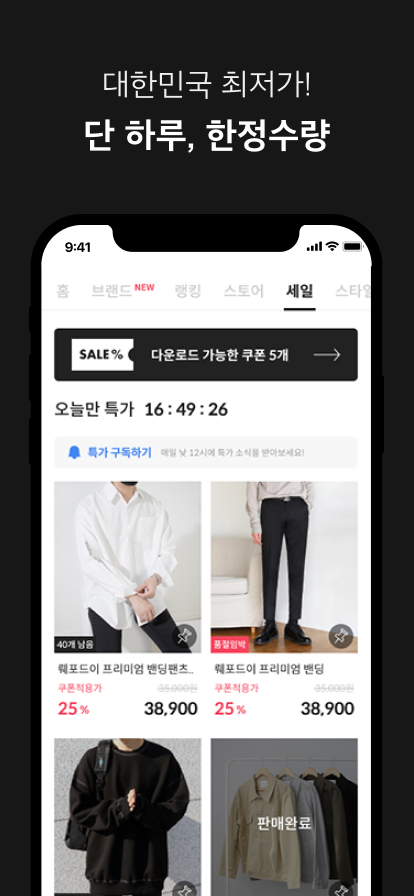 대한민국 최저가!
단 하루, 한정수량
9:41
홈 브랜드 NEW 랭킹 스토어 세일 스타일
SALE% 다운로드 가능한 쿠폰 5개
오늘만 특가 16 : 49 : 26
특가 구독하기 매일 낮 12시에 특가 소식을 받아보세요!
40개 남음
품절임박
웨포드이 프리미엄 밴딩팬츠.. 웨포드이 프리미엄 밴딩
쿠폰적용가 35,000원 쿠폰적용가 35,000원
25% 38,900 25% 38,900
판매완료